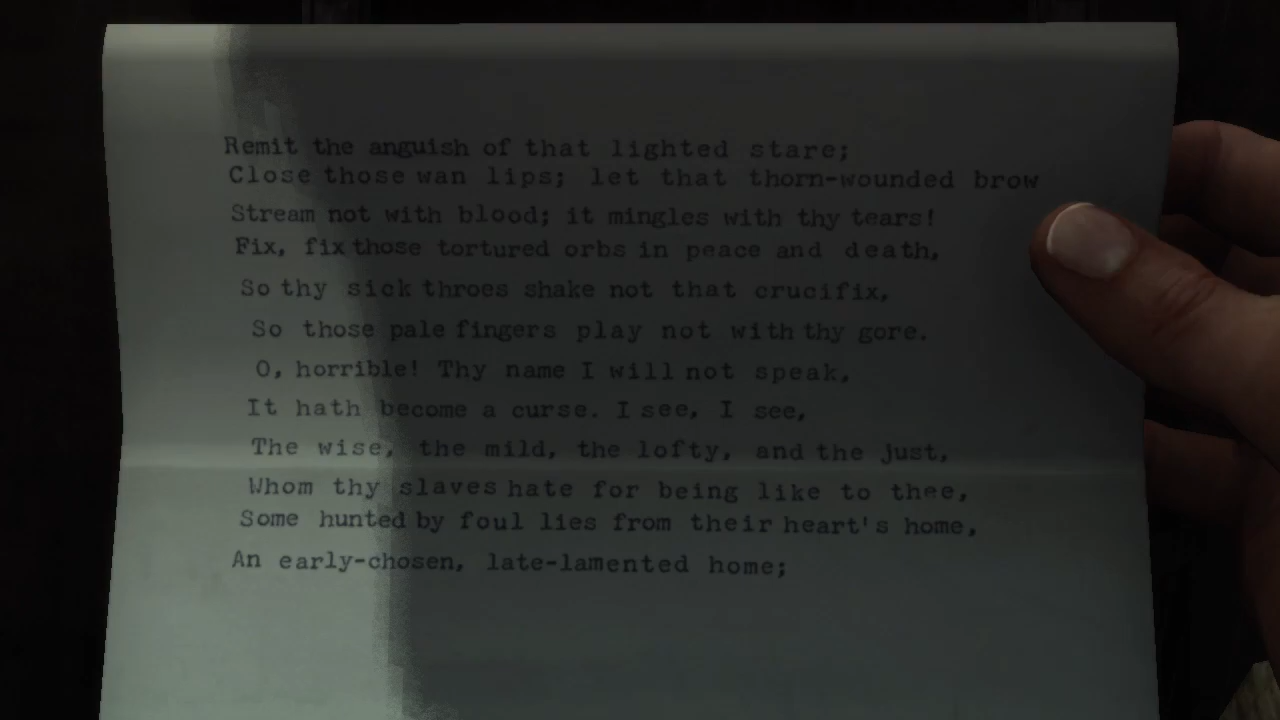 Remit the anguish of that lighted stare;
Close those wan lips; let that thorn-wounded brow
Stream not with blood; it mingles with thy tears!
Fix, fix those tortured orbs in peace and death,
So thy sick throes shake not that crucifix,
So those pale fingers play not with thy gore.
O, horrible! Thy name I will not speak,
It hath become a curse. I see, I see,
The wise, the mild, the lofty, and the just,
Whom thy slaves hate for being like to thee,
Some hunted by foul lies from their heart's home,
An early-chosen, late-lamented home;